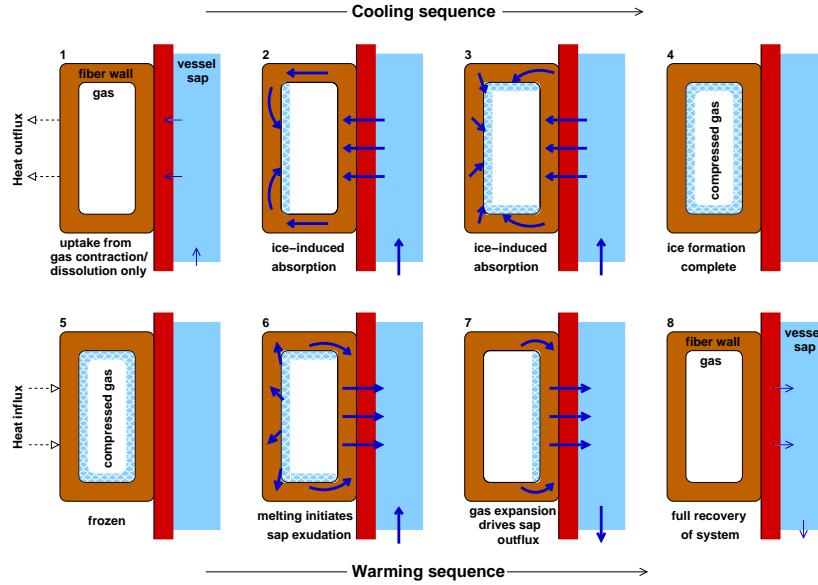 Cooling sequence
1
fiber wall
gas
vessel
sap
Heat outflux
uptake from
gas contraction/
dissolution only
2
ice−induced
absorption
3
ice−induced
absorption
4
compressed gas
ice formation
complete
5
compressed gas
Heat influx
frozen
6
melting initiates
sap exudation
7
gas expansion
drives sap
outflux
8
fiber wall
gas
vessel
sap
full recovery
of system
Warming sequence